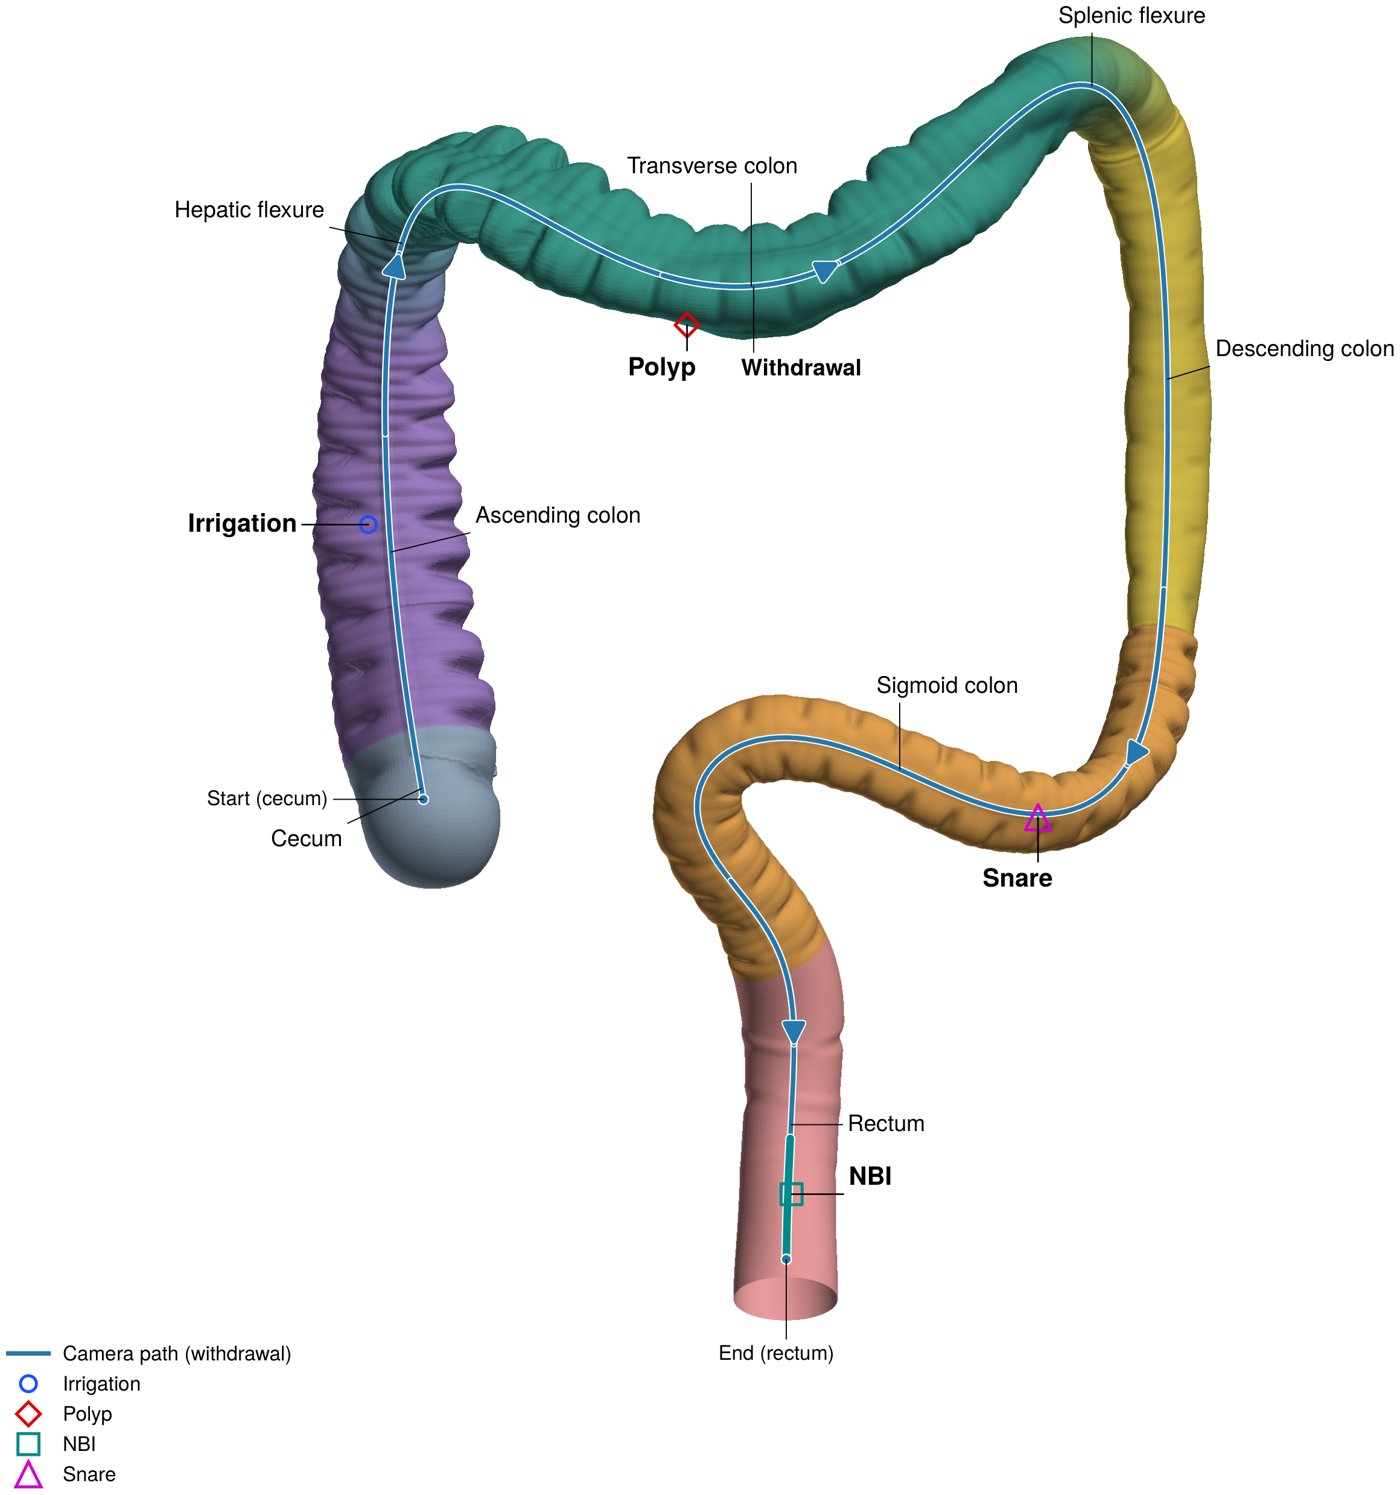 Splenic flexure
Transverse colon
Hepatic flexure
Descending colon
Polyp
Withdrawal
Irrigation
Ascending colon
Sigmoid colon
Start (cecum)
Cecum
Snare
Rectum
NBI
End (rectum)
Camera path (withdrawal)
Irrigation
Polyp
NBI
Snare